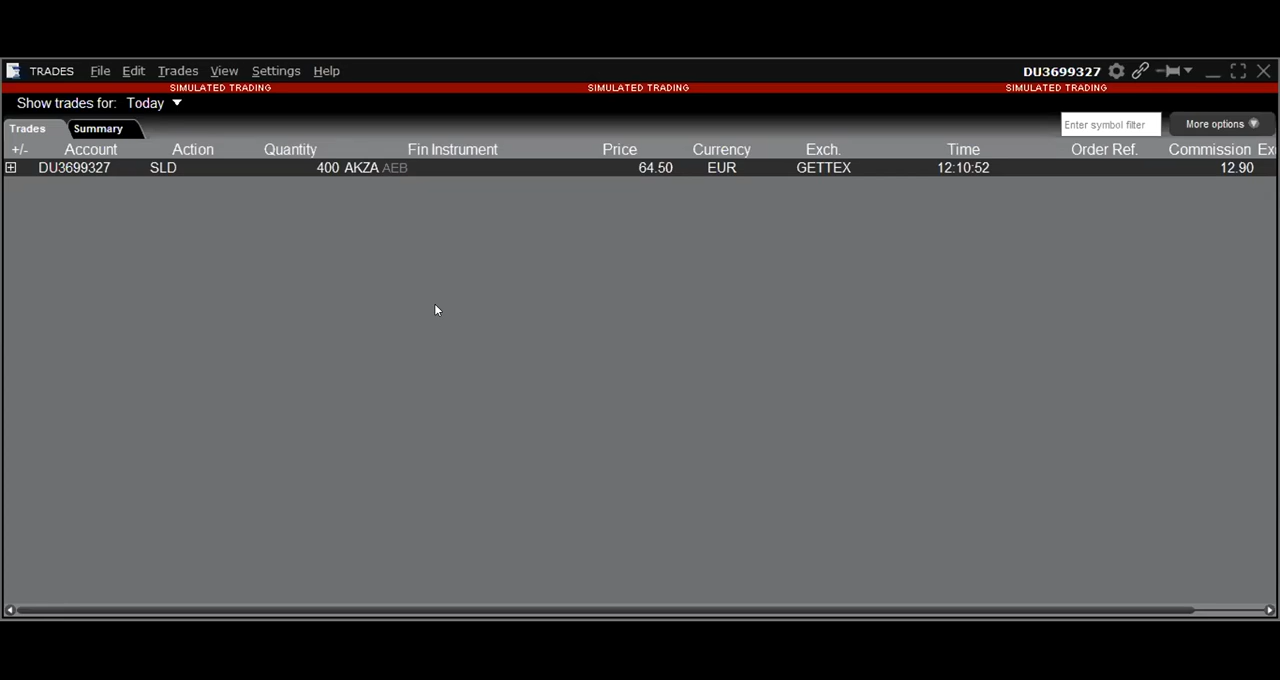 TRADES File Edit Trades View Settings Help DU3699327
SIMULATED TRADING SIMULATED TRADING SIMULATED TRADING
Show trades for: Today
Trades Summary Enter symbol filter More options
+/- Account Action Quantity Fin Instrument Price Currency Exch. Time Order Ref. Commission Ex
DU3699327 SLD 400 AKZA AEB 64.50 EUR GETTEX 12:10:52 12.90